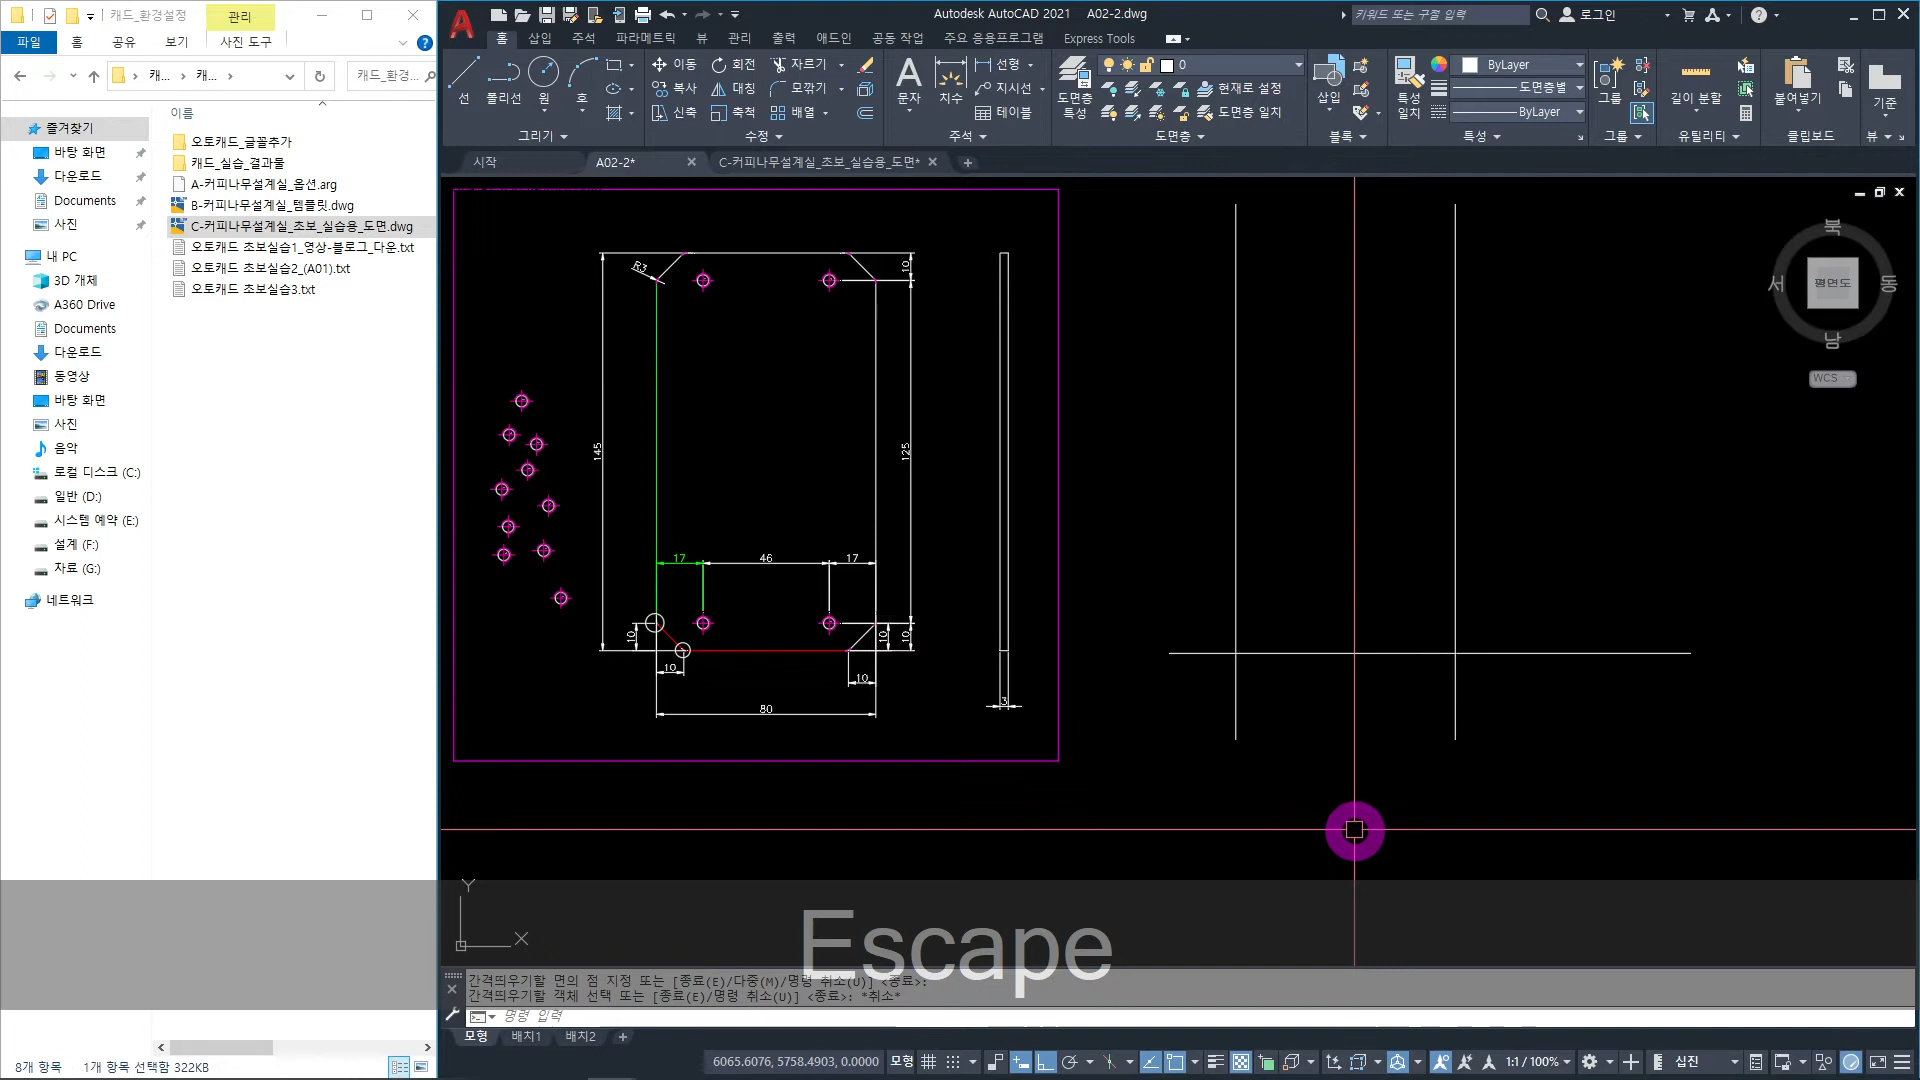 캐드_환경설정
관리
파일 홈 공유 보기 사진 도구
캐... 캐... 캐드_환경...
즐겨찾기
바탕 화면
다운로드
Documents
사진
내 PC
3D 개체
A360 Drive
Documents
다운로드
동영상
바탕 화면
사진
음악
로컬 디스크 (C:)
일반 (D:)
시스템 예약 (E:)
설계 (F:)
자료 (G:)
네트워크
이름
오토캐드_글꼴추가
캐드_실습_결과물
A-커피나무설계실_옵션.arg
B-커피나무설계실_템플릿.dwg
C-커피나무설계실_초보_실습용_도면.dwg
오토캐드 초보실습1_영상-블로그_다운.txt
오토캐드 초보실습2_(A01).txt
오토캐드 초보실습3.txt
8개 항목 1개 항목 선택함 322KB
Autodesk AutoCAD 2021 A02-2.dwg
키워드 또는 구절 입력
로그인
홈 삽입 주석 파라메트릭 뷰 관리 출력 애드인 공동 작업 주요 응용프로그램 Express Tools
선 폴리선 원 호
그리기
이동 회전 자르기
복사 대칭 모깎기
신축 축척 배열
수정
문자 치수
선형
지시선
테이블
주석
도면층
특성
0
현재로 설정
도면층 일치
도면층
삽입
블록
특성
일치
ByLayer
도면층별
ByLayer
특성
그룹
그룹
길이 분할
유틸리티
붙여넣기
클립보드
기준
뷰
시작 A02-2* C-커피나무설계실_초보_실습용_도면*
R3
10
145
125
17 46 17
10
10
10
10
10
80
3
북
서 평면도 동
남
WCS
Y
X
Escape
간격띄우기할 면의 점 지정 또는 [종료(E)/다중(M)/명령 취소(U)] <종료>:
간격띄우기할 객체 선택 또는 [종료(E)/명령 취소(U)] <종료>: *취소*
명령 입력
모형 배치1 배치2
6065.6076, 5758.4903, 0.0000 모형 1:1 / 100% 십진